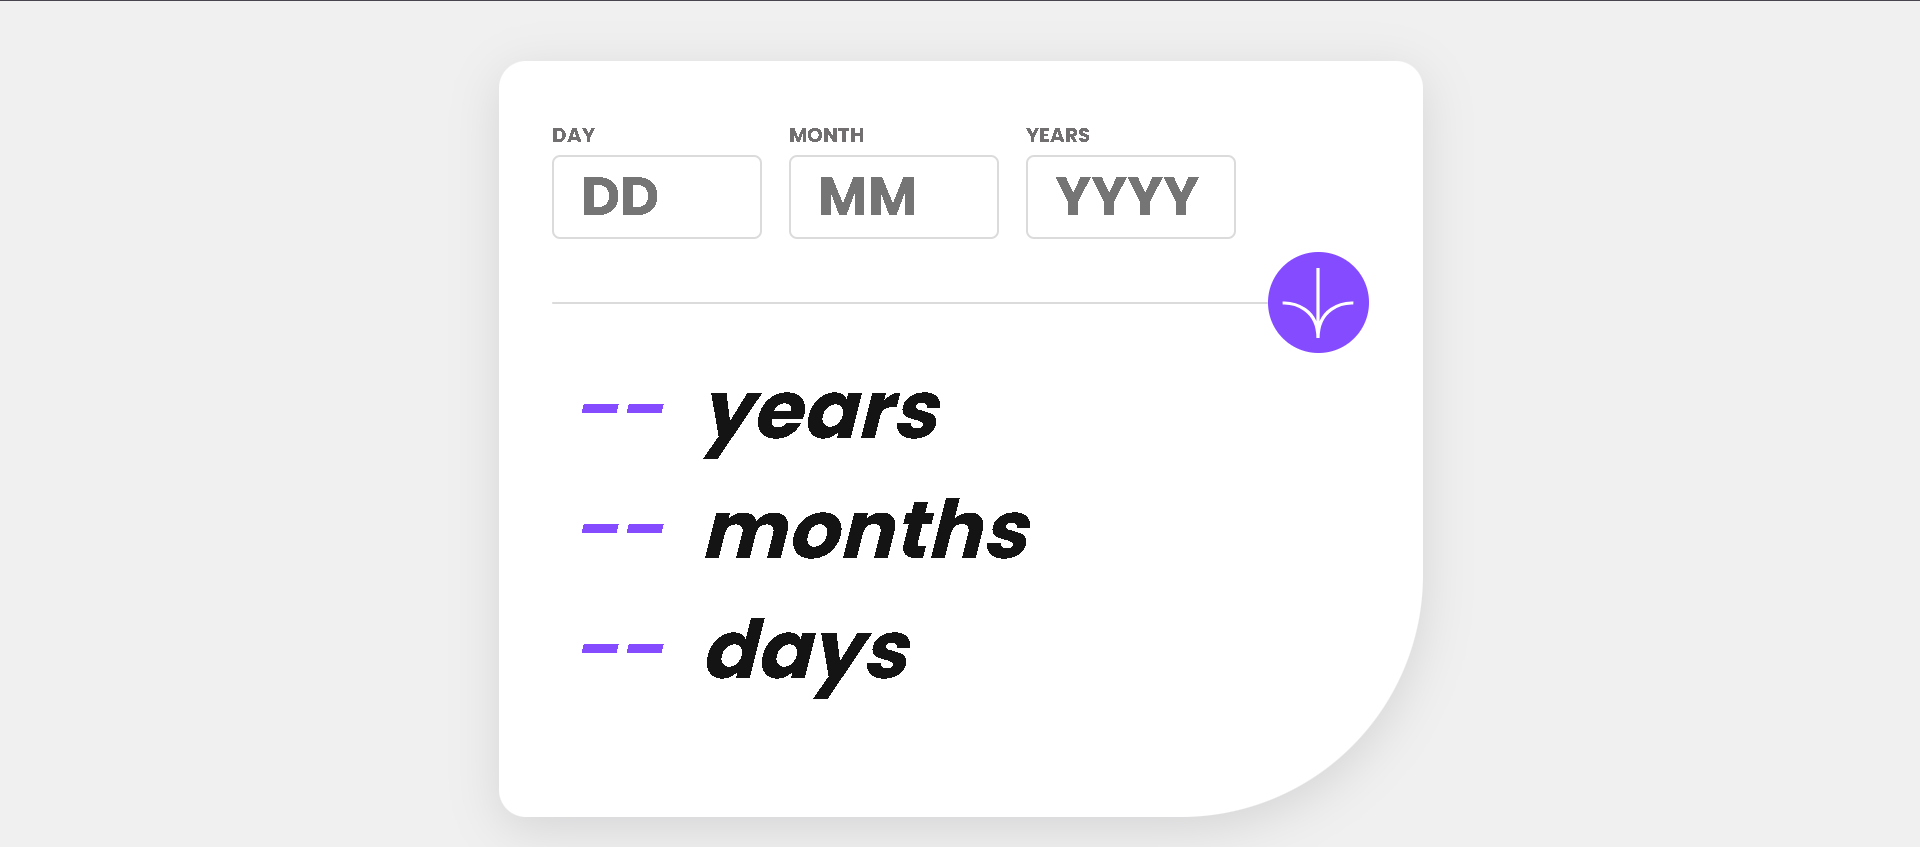 DAY MONTH YEARS
DD MM YYYY
-- years
-- months
-- days